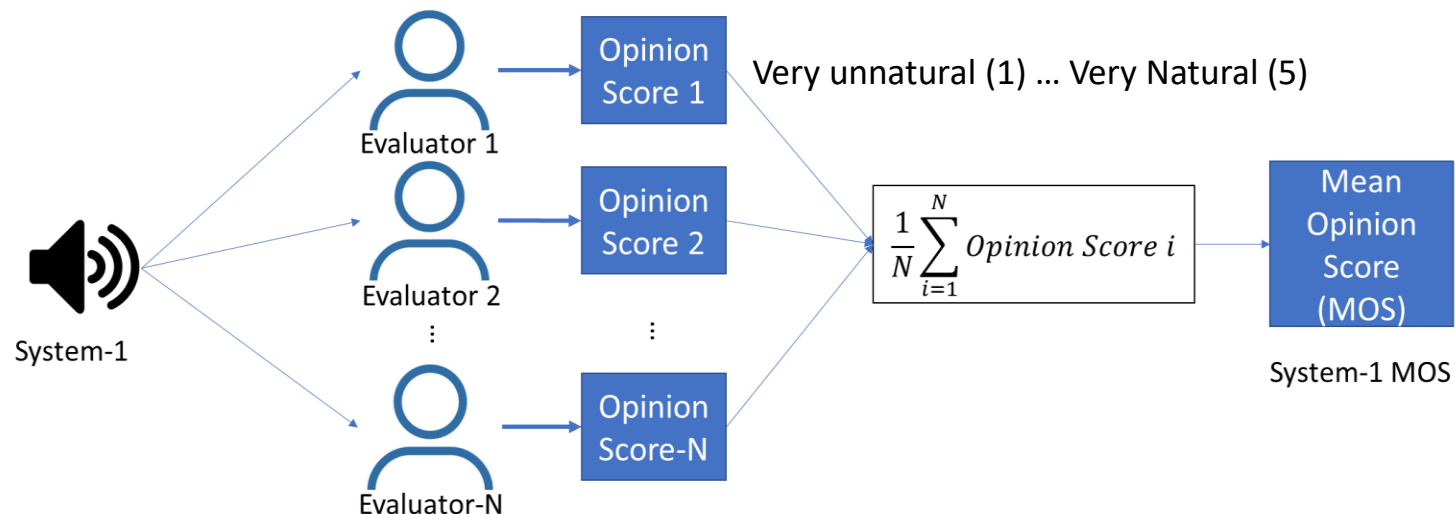 Opinion
Score 1
Very unnatural (1) ... Very Natural (5)
Evaluator 1
Opinion
Score 2
Evaluator 2
...
...
System-1
Opinion
Score-N
Evaluator-N
1/N ∑_{i=1}^{N} Opinion Score i
Mean
Opinion
Score
(MOS)
System-1 MOS